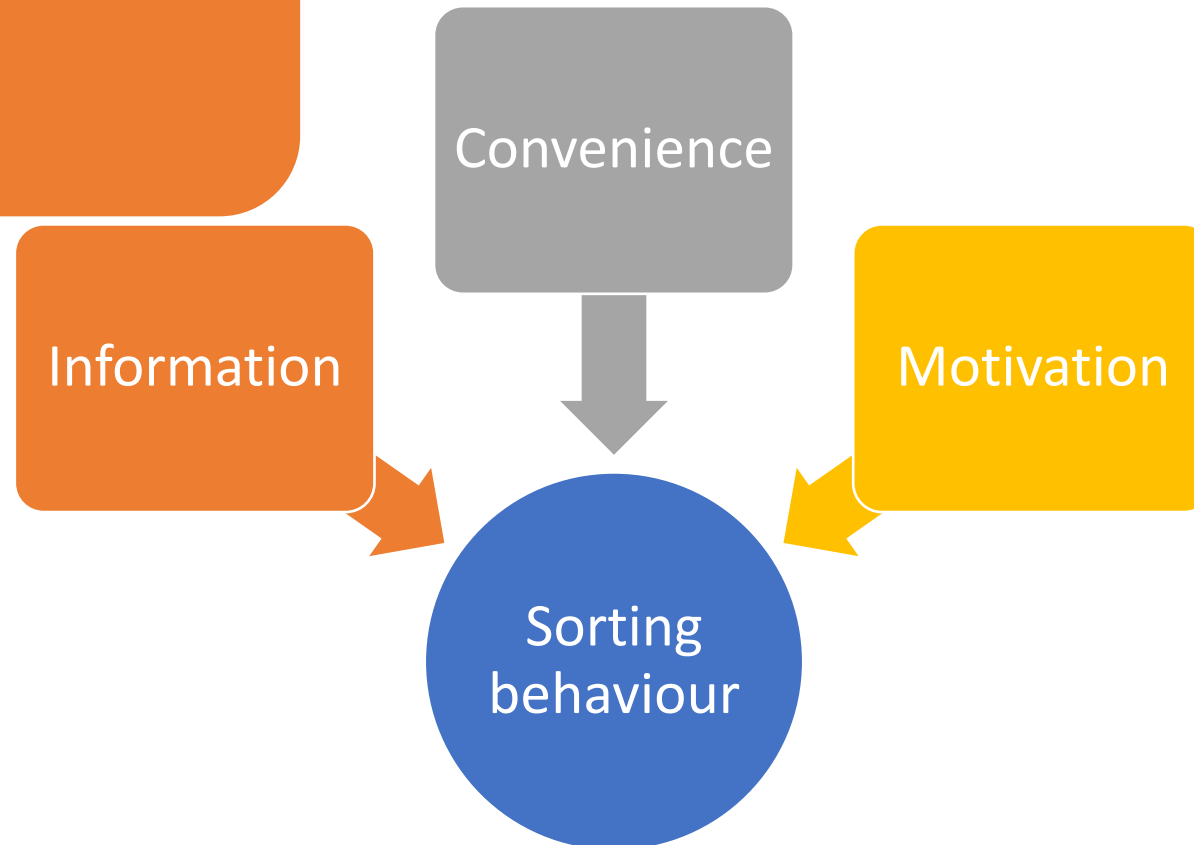 Convenience
Information
Motivation
Sorting
behaviour